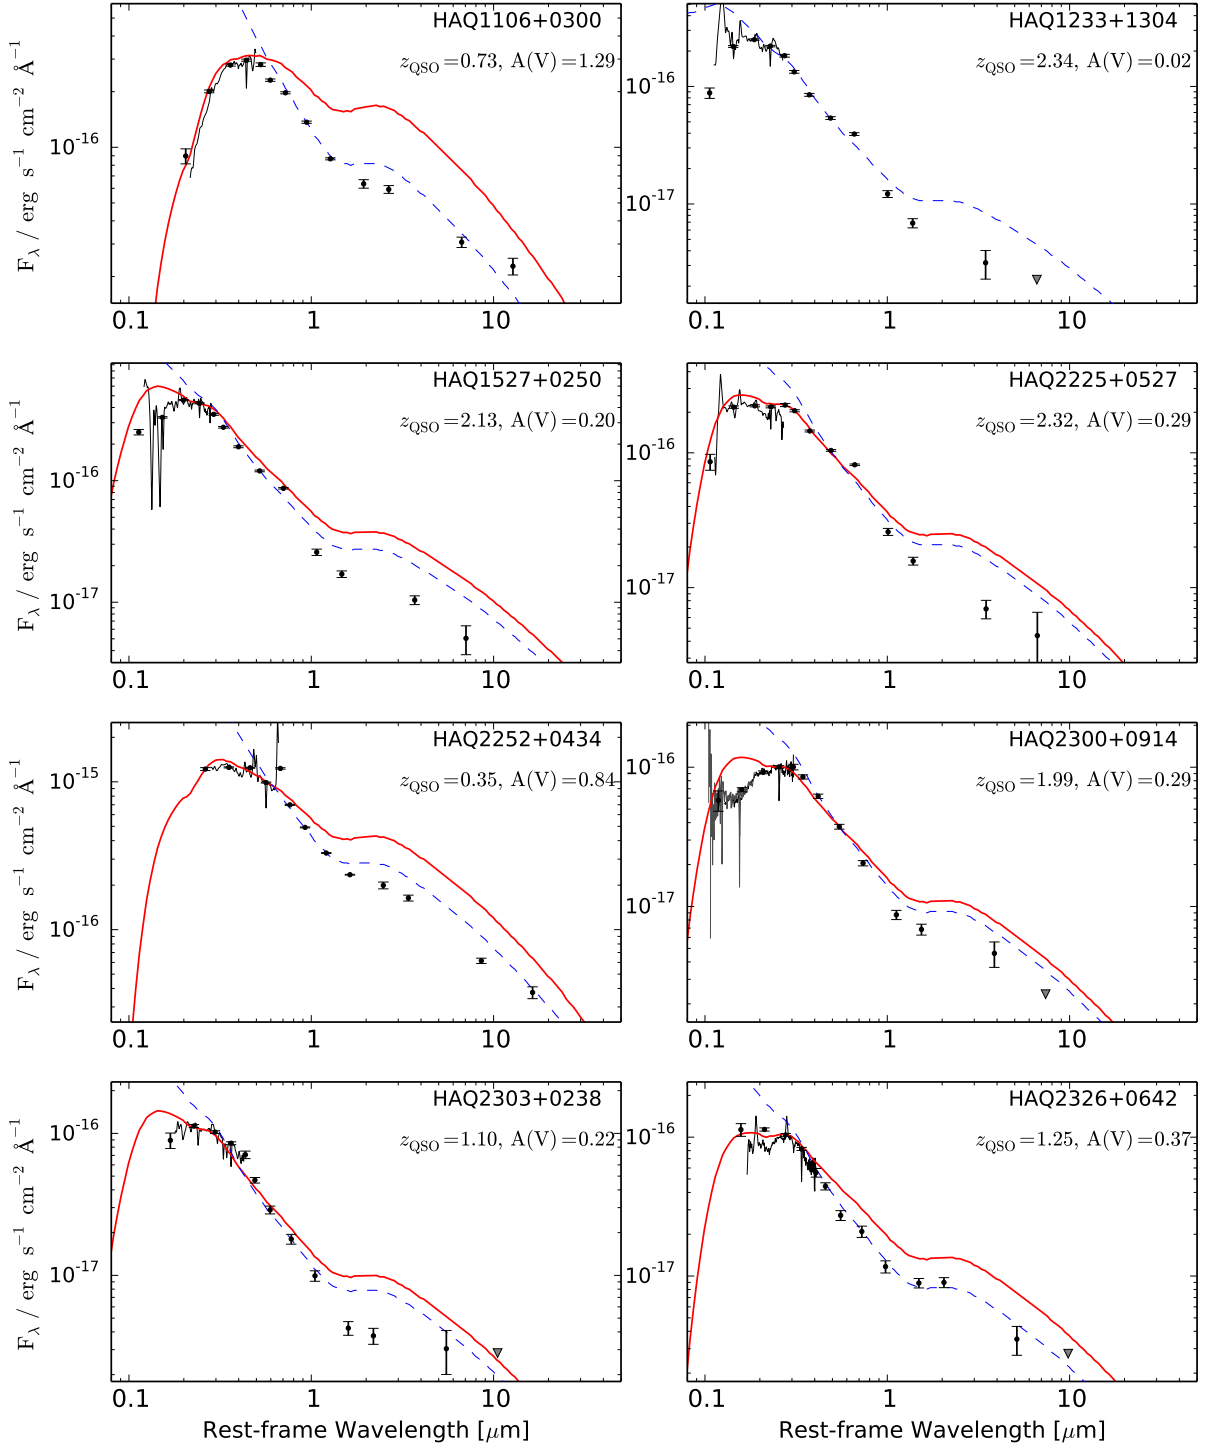 HAQ1106+0300
z_QSO=0.73, A(V)=1.29
F_λ / erg s⁻¹ cm⁻² Å⁻¹
10⁻¹⁶
0.1 1 10
HAQ1233+1304
z_QSO=2.34, A(V)=0.02
10⁻¹⁶
10⁻¹⁷
0.1 1 10
HAQ1527+0250
z_QSO=2.13, A(V)=0.20
F_λ / erg s⁻¹ cm⁻² Å⁻¹
10⁻¹⁶
10⁻¹⁷
0.1 1 10
HAQ2225+0527
z_QSO=2.32, A(V)=0.29
10⁻¹⁶
10⁻¹⁷
0.1 1 10
HAQ2252+0434
z_QSO=0.35, A(V)=0.84
F_λ / erg s⁻¹ cm⁻² Å⁻¹
10⁻¹⁵
10⁻¹⁶
0.1 1 10
HAQ2300+0914
z_QSO=1.99, A(V)=0.29
10⁻¹⁶
10⁻¹⁷
0.1 1 10
HAQ2303+0238
z_QSO=1.10, A(V)=0.22
F_λ / erg s⁻¹ cm⁻² Å⁻¹
10⁻¹⁶
10⁻¹⁷
0.1 1 10
Rest-frame Wavelength [μm]
HAQ2326+0642
z_QSO=1.25, A(V)=0.37
10⁻¹⁶
10⁻¹⁷
0.1 1 10
Rest-frame Wavelength [μm]